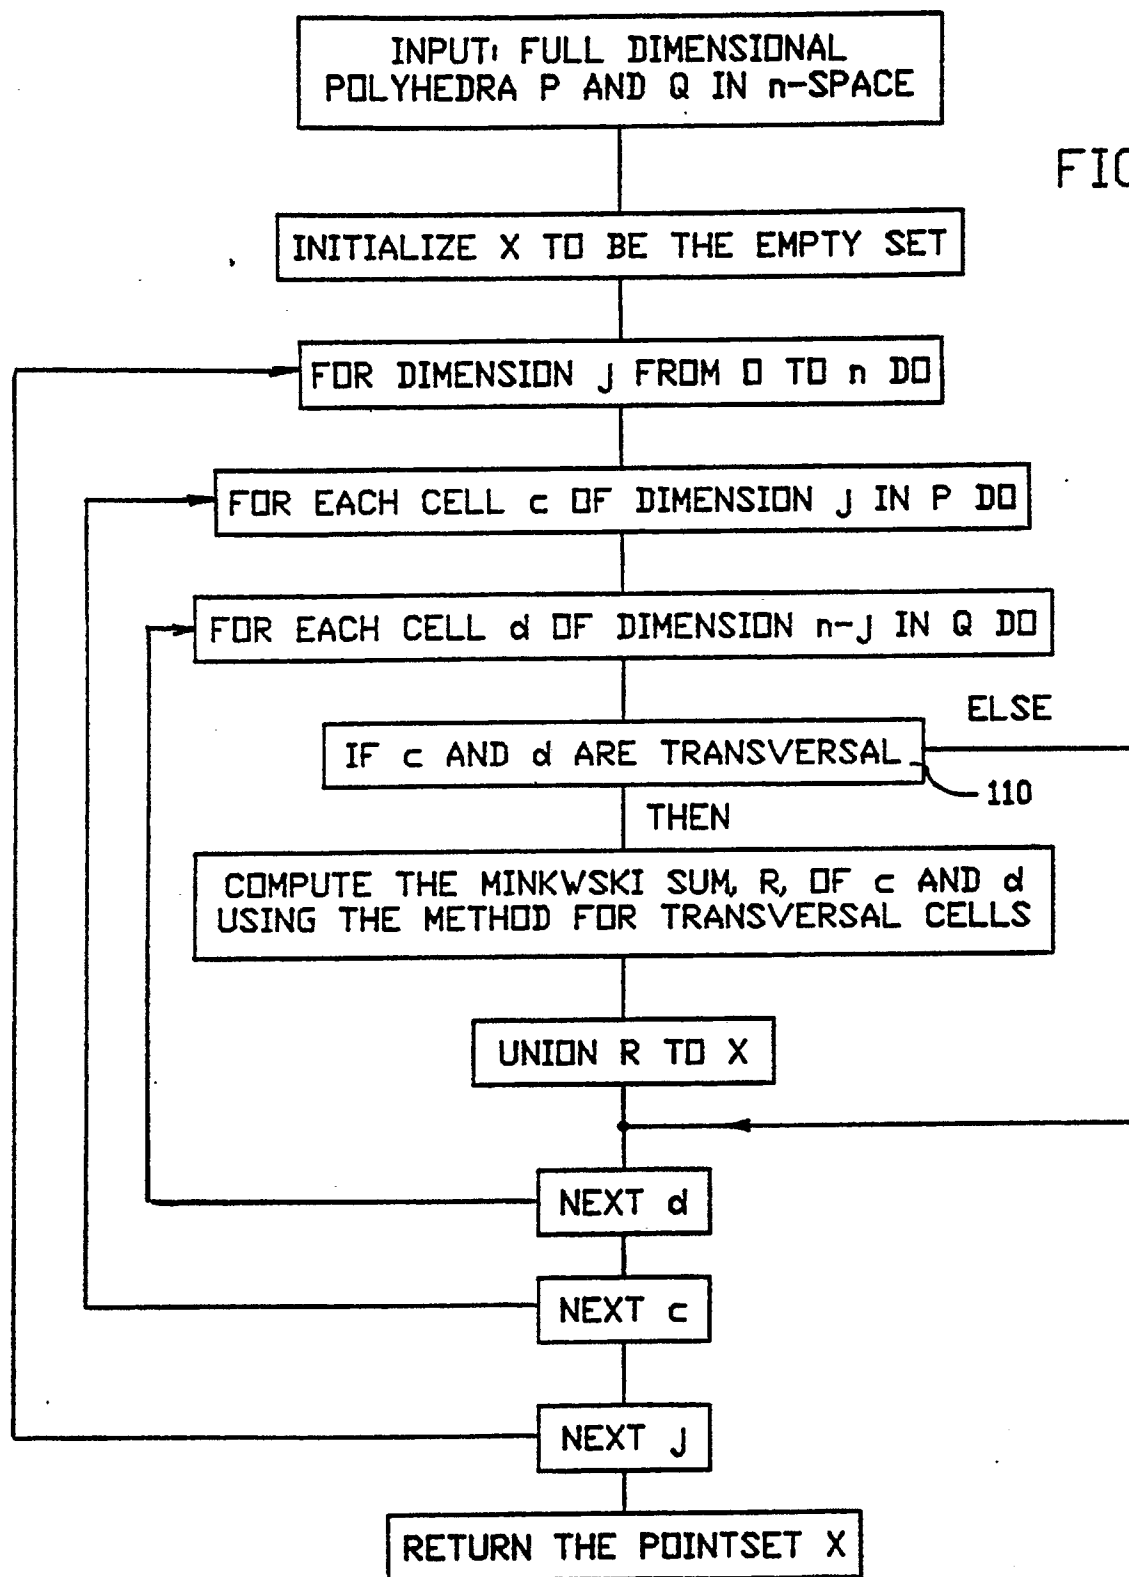 INPUT: FULL DIMENSIONAL
POLYHEDRA P AND Q IN n-SPACE
FIG
INITIALIZE X TO BE THE EMPTY SET
FOR DIMENSION j FROM 0 TO n DO
FOR EACH CELL c OF DIMENSION j IN P DO
FOR EACH CELL d OF DIMENSION n-j IN Q DO
ELSE
IF c AND d ARE TRANSVERSAL
110
THEN
COMPUTE THE MINKWSKI SUM, R, OF c AND d
USING THE METHOD FOR TRANSVERSAL CELLS
UNION R TO X
NEXT d
NEXT c
NEXT j
RETURN THE POINTSET X